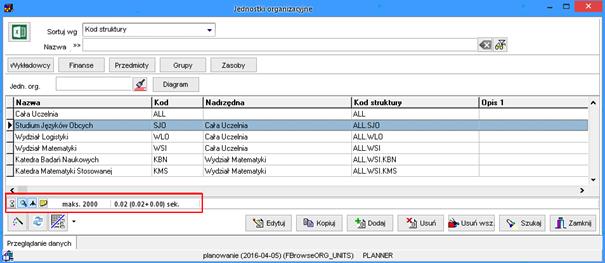 Jednostki organizacyjne
Sortuj wg Kod struktury
Nazwa >>
Wykładowcy Finanse Przedmioty Grupy Zasoby
Jedn. org. Diagram
Nazwa Kod Nadrzędna Kod struktury Opis 1
Cała Uczelnia ALL ALL
Studium Języków Obcych SJO Cała Uczelnia ALL.SJO
Wydział Logistyki WLO Cała Uczelnia ALL.WLO
Wydział Matematyki WSI Cała Uczelnia ALL.WSI
Katedra Badań Naukowych KBN Wydział Matematyki ALL.WSI.KBN
Katedra Matematyki Stosowanej KMS Wydział Matematyki ALL.WSI.KMS
maks. 2000 0.02 (0.02+0.00) sek.
Edytuj Kopiuj Dodaj Usuń Usuń wsz. Szukaj Zamknij
Przeglądanie danych
planowanie (2016-04-05) (FBrowseORG_UNITS) PLANNER